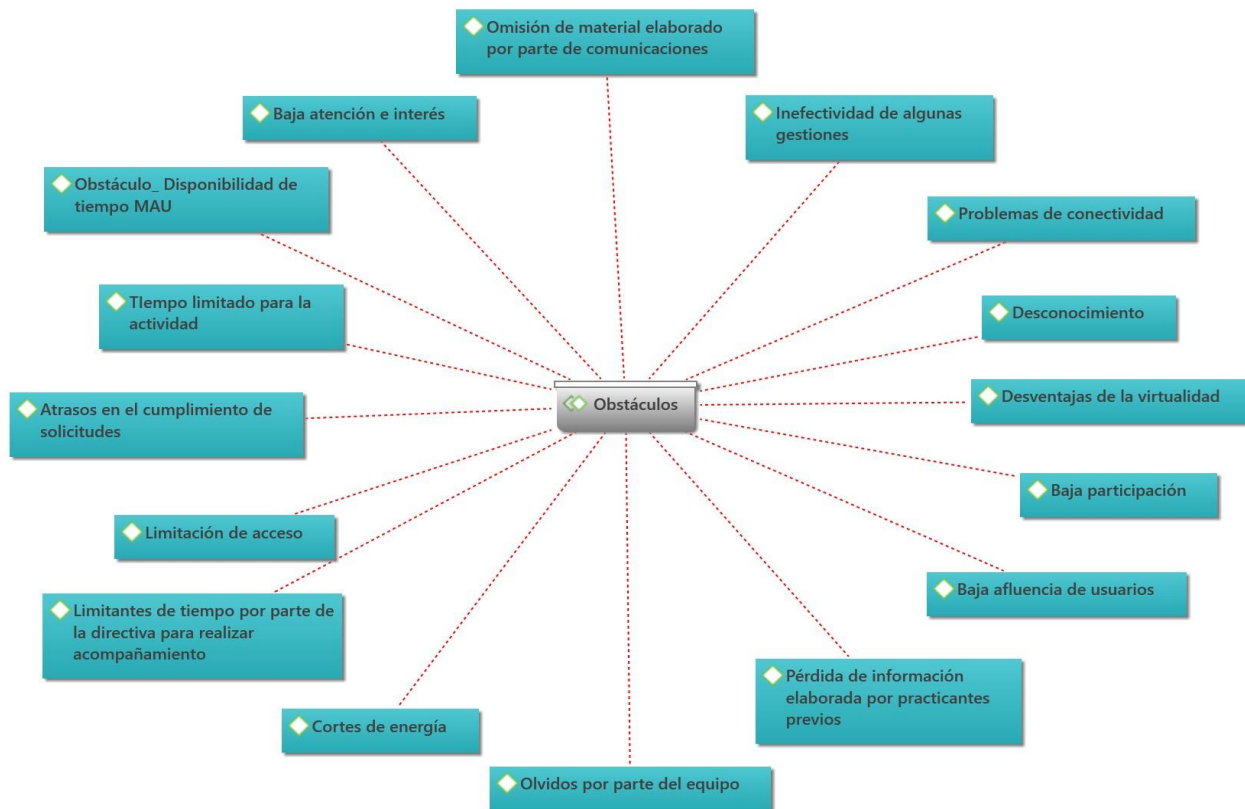 Omisión de material elaborado
por parte de comunicaciones
Baja atención e interés
Inefectividad de algunas
gestiones
Obstáculo_ Disponibilidad de
tiempo MAU
Problemas de conectividad
TIempo limitado para la
actividad
Desconocimiento
Atrasos en el cumplimiento de
solicitudes
Obstáculos
Desventajas de la virtualidad
Baja participación
Limitación de acceso
Baja afluencia de usuarios
Limitantes de tiempo por parte de
la directiva para realizar
acompañamiento
Pérdida de información
elaborada por practicantes
previos
Cortes de energía
Olvidos por parte del equipo